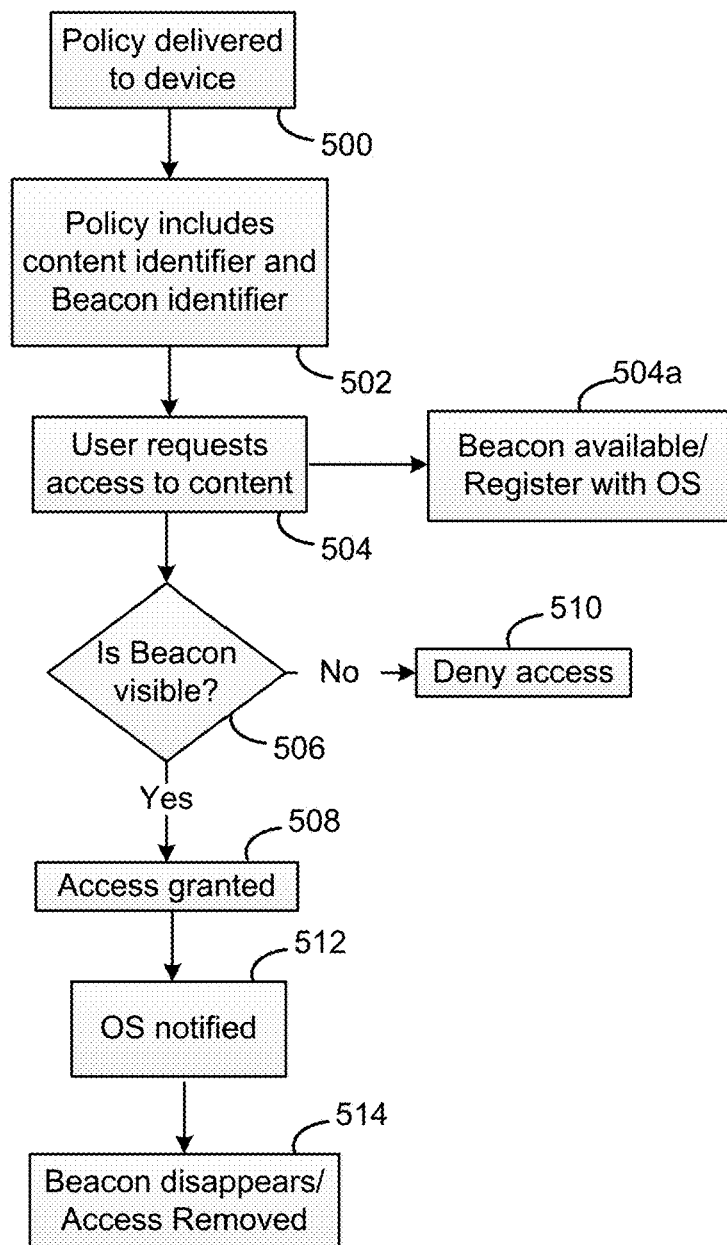 Policy delivered
to device
500
Policy includes
content identifier and
Beacon identifier
502
504a
User requests
access to content
Beacon available/
Register with OS
504
Is Beacon
visible?
No
510
Deny access
506
Yes
508
Access granted
512
OS notified
514
Beacon disappears/
Access Removed